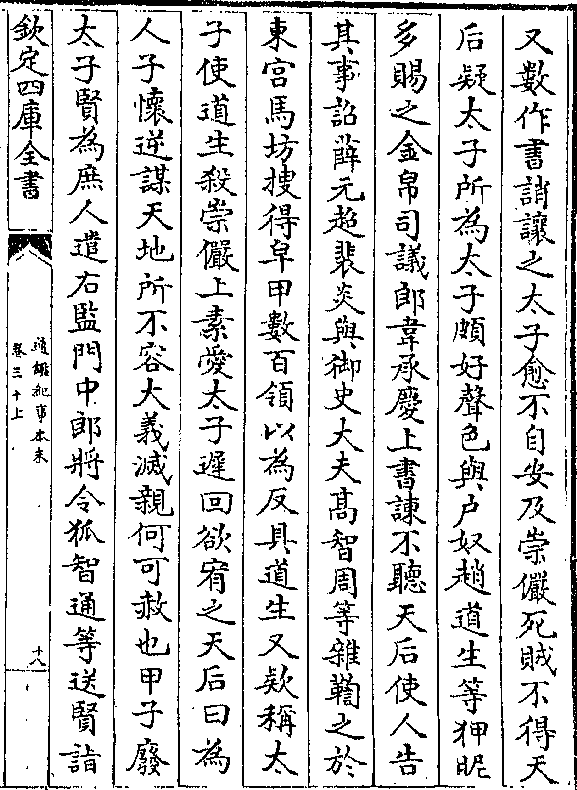 又數作書誚讓之太子愈不自安及崇儼死賊不得天
后疑太子所為太子頗好聲色與户奴趙道生等狎昵
多賜之金帛司議郎韋承慶上書諫不聽天后使人告
其事詔薛元超裴炎與御史大夫髙智周等雜鞫之於
東宫馬坊搜得皁甲數百領以為反具道生又款稱太
子使道生殺崇儼上素愛太子遲回欲宥之天后曰為
人子懷逆謀天地所不容大義滅親何可赦也甲子廢
太子賢為庶人遣右監門中郎將令狐智通等送賢詣
欽定四庫全書
通鑑紀事本末
卷三十上
十八